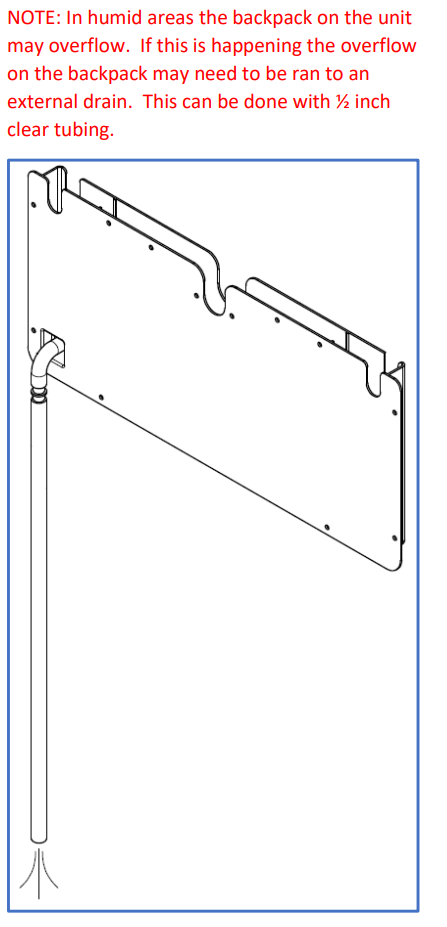 NOTE: In humid areas the backpack on the unit
may overflow.  If this is happening the overflow
on the backpack may need to be ran to an
external drain.  This can be done with ½ inch
clear tubing.